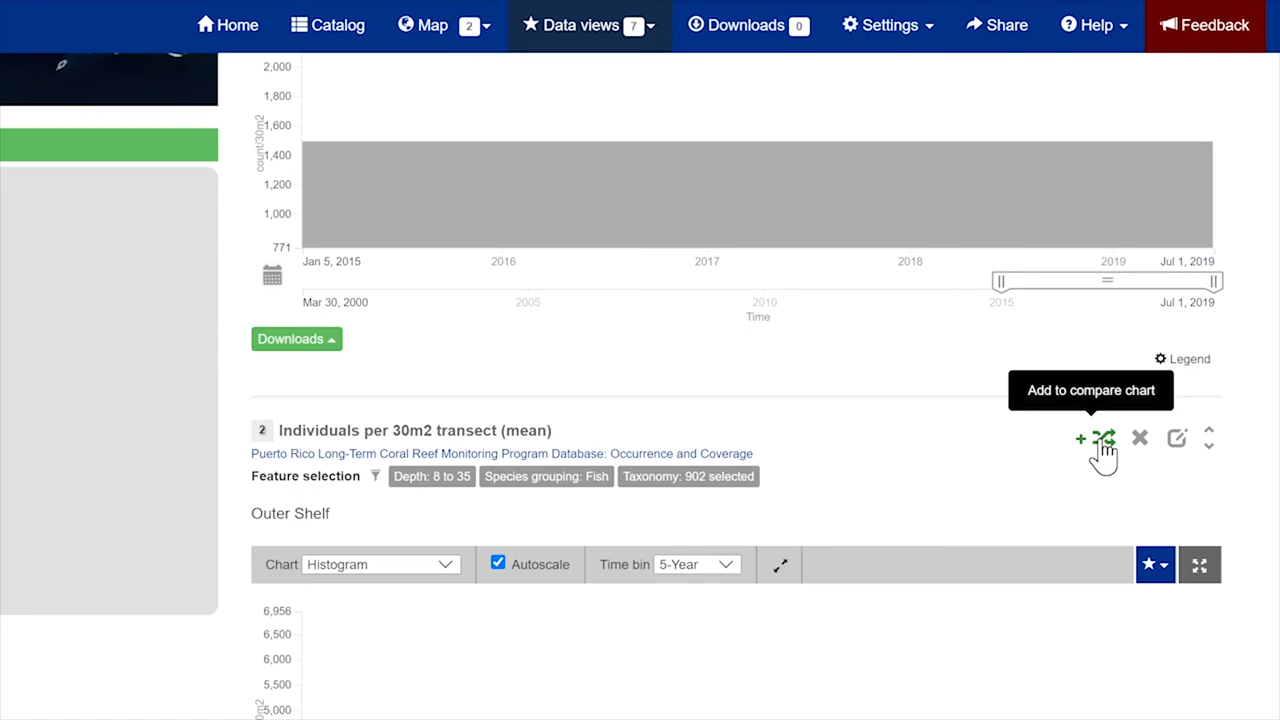 Home Catalog Map 2 Data views 7 Downloads 0 Settings Share Help Feedback
2,000
1,800
1,600
1,400
1,200
1,000
771
count/30m2
Jan 5, 2015 2016 2017 2018 2019 Jul 1, 2019
Mar 30, 2000 2005 2010 2015 Jul 1, 2019
Time
Downloads
Legend
Add to compare chart
2 Individuals per 30m2 transect (mean)
Puerto Rico Long-Term Coral Reef Monitoring Program Database: Occurrence and Coverage
Feature selection Depth: 8 to 35 Species grouping: Fish Taxonomy: 902 selected
Outer Shelf
Chart Histogram Autoscale Time bin 5-Year
6,956
6,500
6,000
5,500
5,000